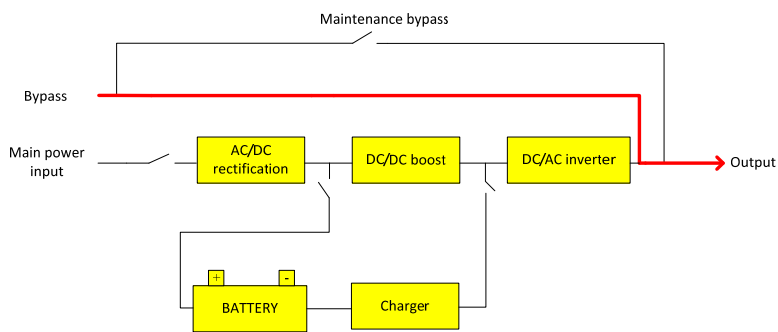 Maintenance bypass
Bypass
Main power
input
AC/DC
rectification
DC/DC boost
DC/AC inverter
Output
+
-
BATTERY
Charger